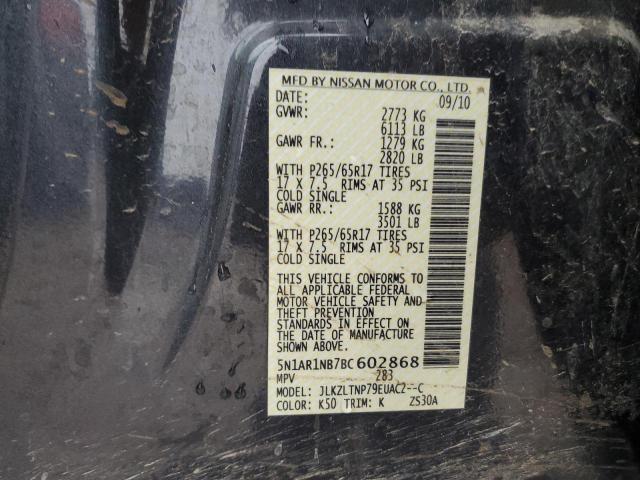 MFD BY NISSAN MOTOR CO., LTD.
DATE: 09/10
GVWR: 2773 KG
6113 LB
GAWR FR.: 1279 KG
2820 LB
WITH P265/65R17 TIRES
17 X 7.5 RIMS AT 35 PSI
COLD SINGLE
GAWR RR.: 1588 KG
3501 LB
WITH P265/65R17 TIRES
17 X 7.5 RIMS AT 35 PSI
COLD SINGLE
THIS VEHICLE CONFORMS TO
ALL APPLICABLE FEDERAL
MOTOR VEHICLE SAFETY AND
THEFT PREVENTION
STANDARDS IN EFFECT ON
THE DATE OF MANUFACTURE
SHOWN ABOVE.
5N1AR1NB7BC602868
MPV 283
MODEL: JLKZLTNP79EUAC2--C
COLOR: K50 TRIM: K ZS30A